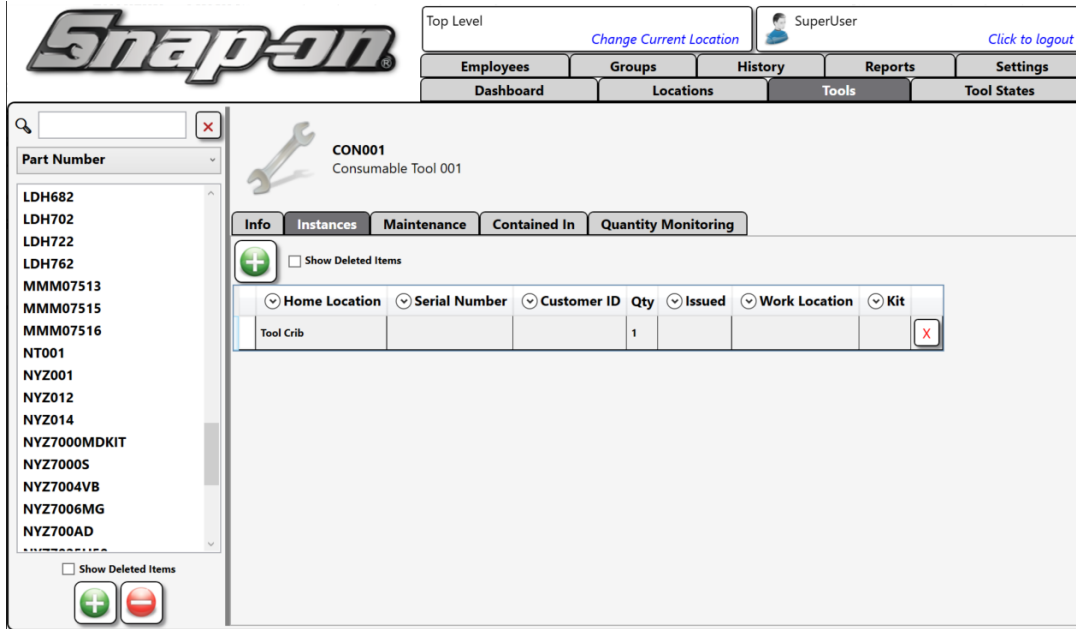 Snap-on®
Top Level
Change Current Location
SuperUser
Click to logout
Employees Groups History Reports Settings
Dashboard Locations Tools Tool States
Part Number
LDH682
LDH702
LDH722
LDH762
MMM07513
MMM07515
MMM07516
NT001
NYZ001
NYZ012
NYZ014
NYZ7000MDKIT
NYZ7000S
NYZ7004VB
NYZ7006MG
NYZ700AD
Show Deleted Items
CON001
Consumable Tool 001
Info Instances Maintenance Contained In Quantity Monitoring
Show Deleted Items
Home Location Serial Number Customer ID Qty Issued Work Location Kit
Tool Crib 1 X